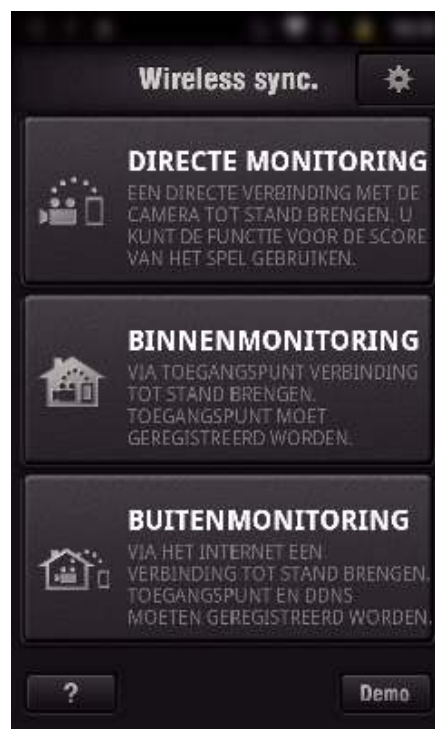 Wireless sync.
DIRECTE MONITORING
EEN DIRECTE VERBINDING MET DE
CAMERA TOT STAND BRENGEN. U
KUNT DE FUNCTIE VOOR DE SCORE
VAN HET SPEL GEBRUIKEN.
BINNENMONITORING
VIA TOEGANGSPUNT VERBINDING
TOT STAND BRENGEN.
TOEGANGSPUNT MOET
GEREGISTREERD WORDEN.
BUITENMONITORING
VIA HET INTERNET EEN
VERBINDING TOT STAND BRENGEN.
TOEGANGSPUNT EN DDNS
MOETEN GEREGISTREERD WORDEN.
?
Demo